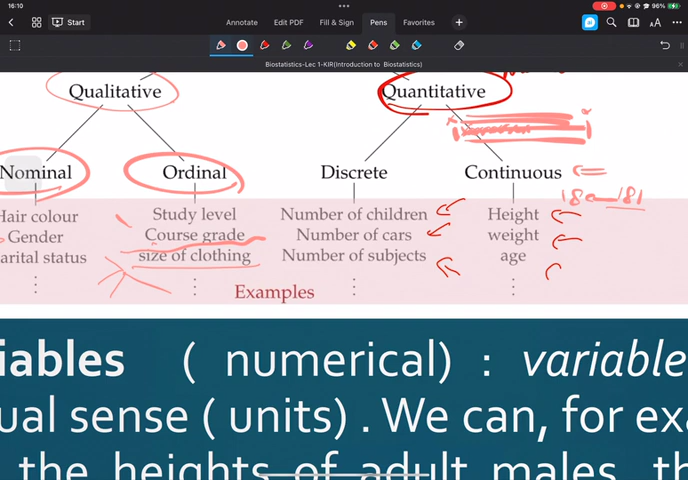 16:10
96%
Start
Annotate Edit PDF Fill & Sign Pens Favorites
Biostatistics-Lec 1-KIR(Introduction to Biostatistics)
Qualitative Quantitative
Nominal Ordinal Discrete Continuous
180 181
Hair colour Study level Number of children Height
Gender Course grade Number of cars weight
arital status size of clothing Number of subjects age
Examples
iables ( numerical) : variable
ual sense ( units) . We can, for exa
the heights of adult males, th